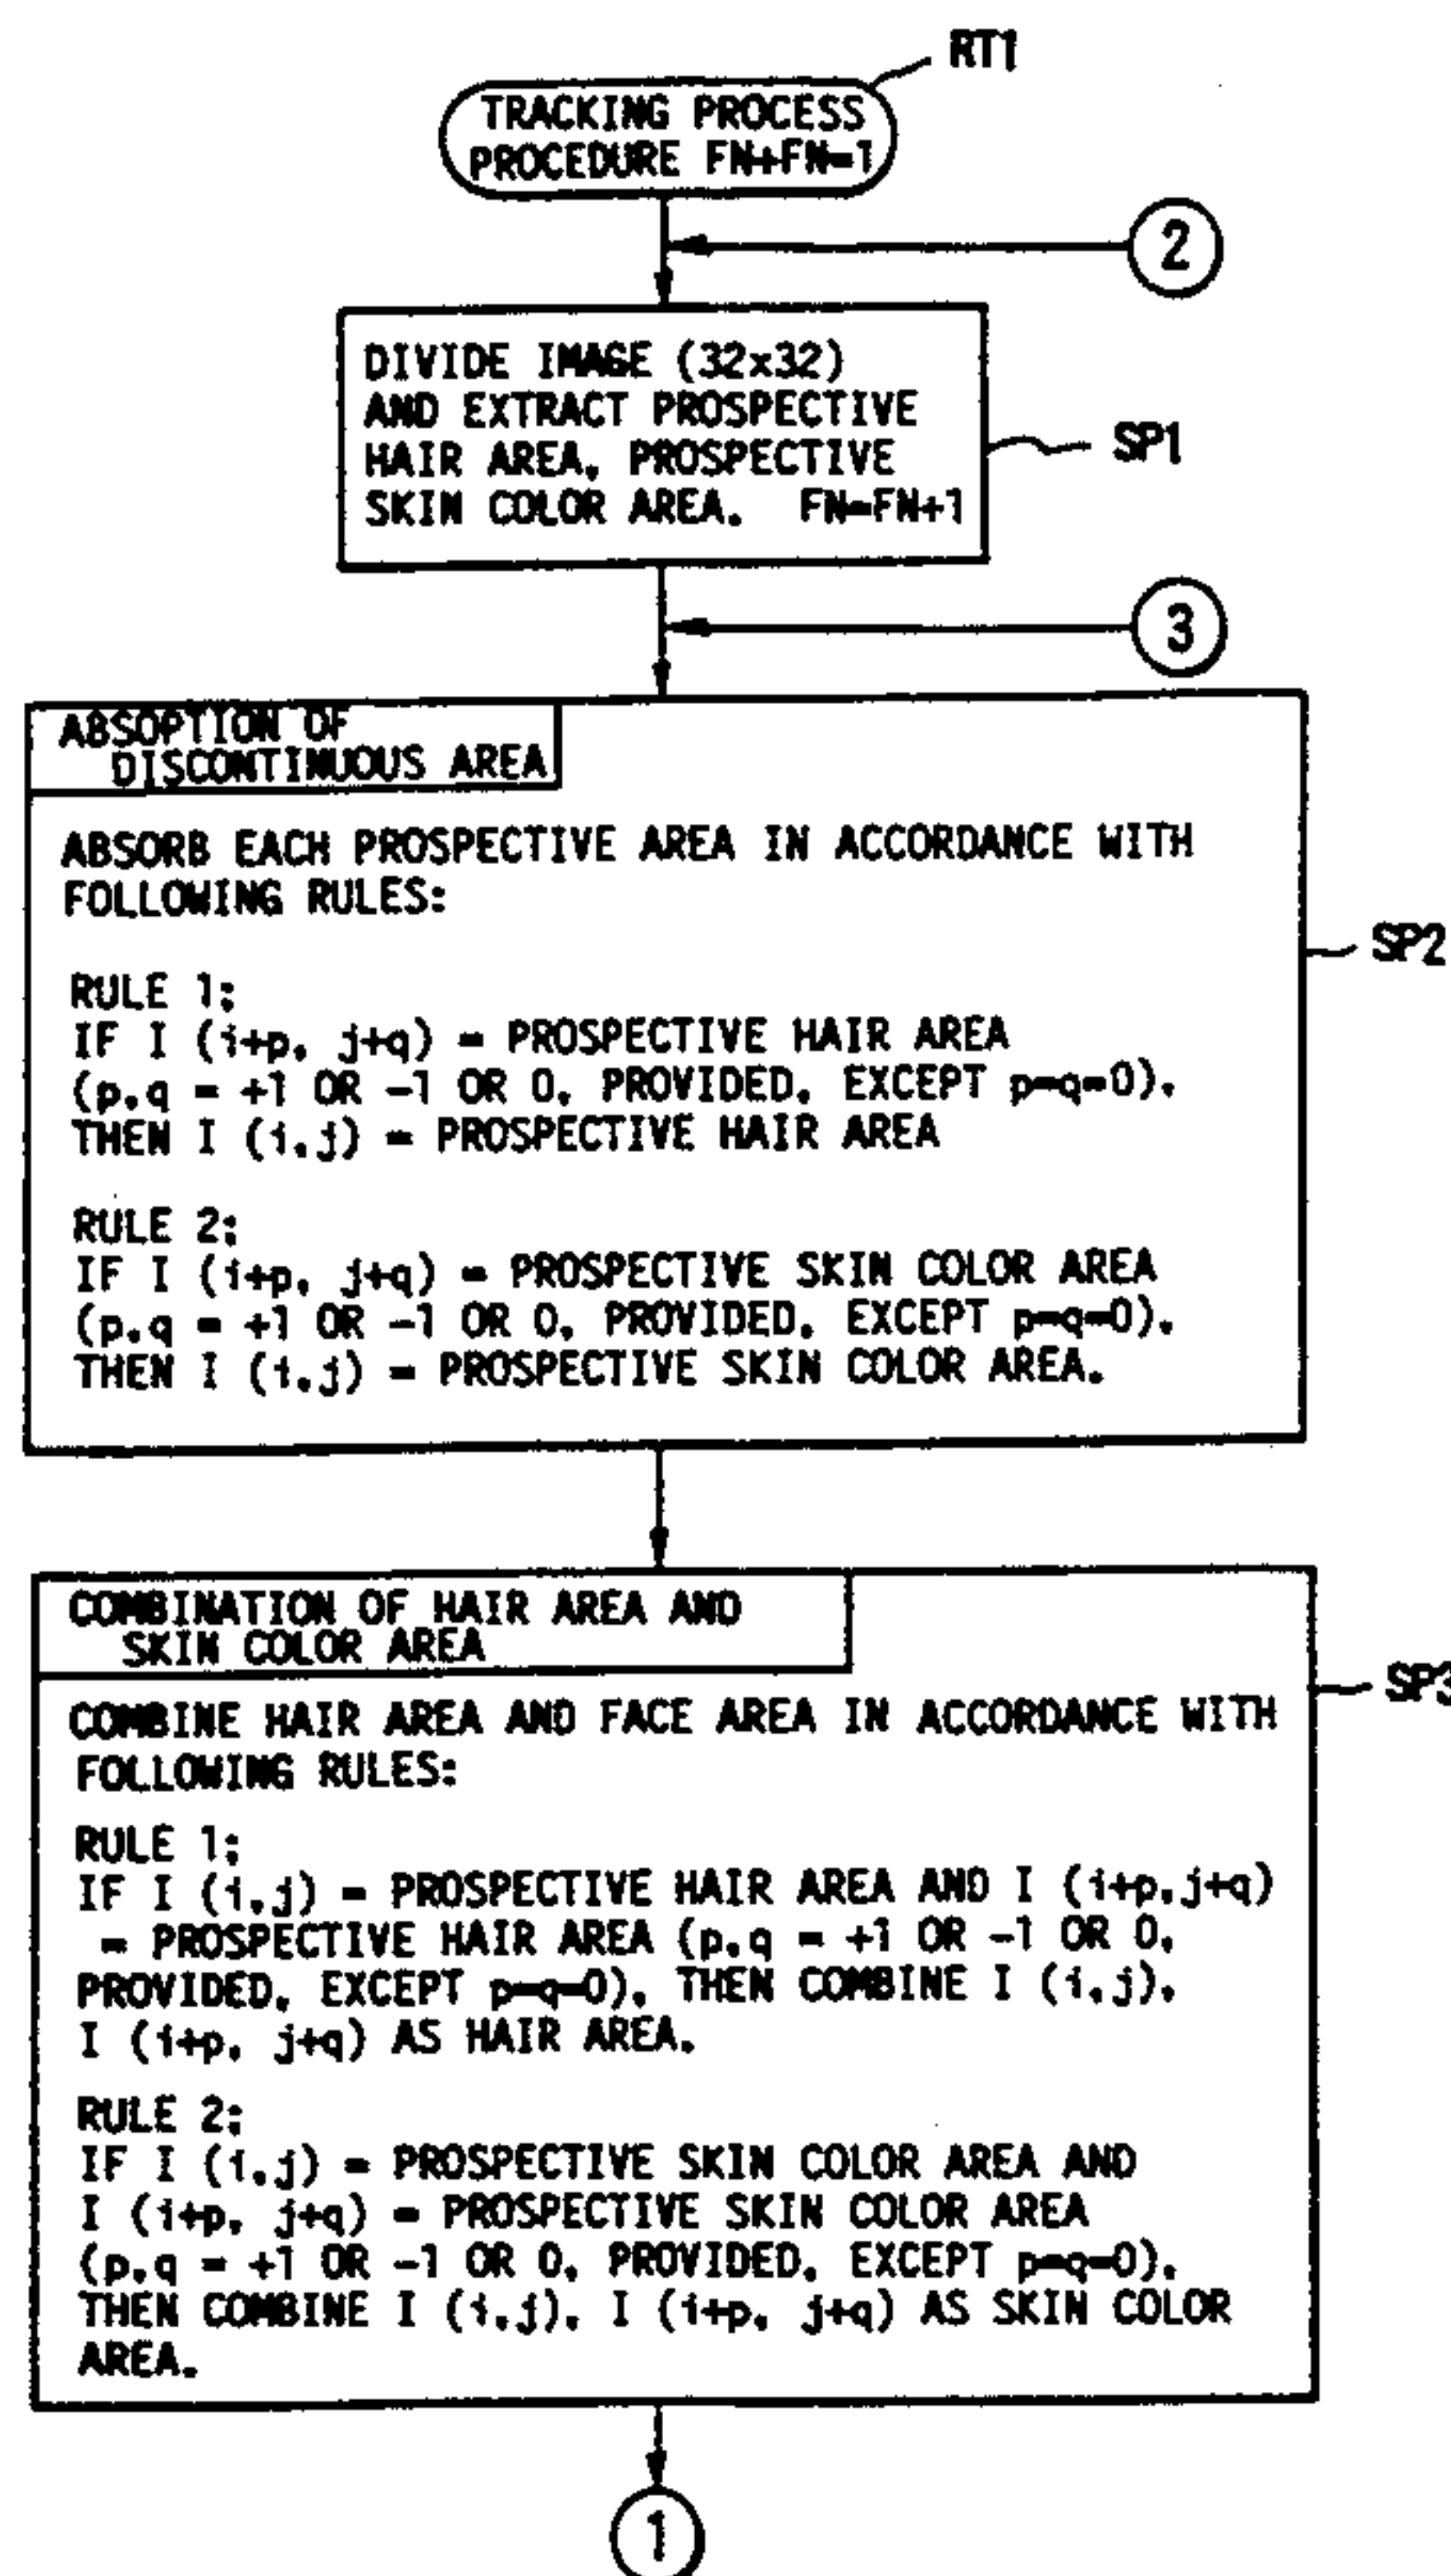 RT1
TRACKING PROCESS
PROCEDURE FN+FN=1
2
DIVIDE IMAGE (32x32)
AND EXTRACT PROSPECTIVE
HAIR AREA, PROSPECTIVE
SKIN COLOR AREA. FN=FN+1
SP1
3
ABSOPTION OF
DISCONTINUOUS AREA
ABSORB EACH PROSPECTIVE AREA IN ACCORDANCE WITH
FOLLOWING RULES:
SP2
RULE 1;
IF I (i+p, j+q) = PROSPECTIVE HAIR AREA
(p,q = +1 OR -1 OR 0, PROVIDED, EXCEPT p=q=0),
THEN I (i,j) = PROSPECTIVE HAIR AREA
RULE 2;
IF I (i+p, j+q) = PROSPECTIVE SKIN COLOR AREA
(p,q = +1 OR -1 OR 0, PROVIDED, EXCEPT p=q=0),
THEN I (i,j) = PROSPECTIVE SKIN COLOR AREA.
COMBINATION OF HAIR AREA AND
SKIN COLOR AREA
SP3
COMBINE HAIR AREA AND FACE AREA IN ACCORDANCE WITH
FOLLOWING RULES:
RULE 1;
IF I (i,j) = PROSPECTIVE HAIR AREA AND I (i+p,j+q)
= PROSPECTIVE HAIR AREA (p,q = +1 OR -1 OR 0,
PROVIDED, EXCEPT p=q=0), THEN COMBINE I (i,j),
I (i+p, j+q) AS HAIR AREA.
RULE 2;
IF I (i,j) = PROSPECTIVE SKIN COLOR AREA AND
I (i+p, j+q) = PROSPECTIVE SKIN COLOR AREA
(p,q = +1 OR -1 OR 0, PROVIDED, EXCEPT p=q=0),
THEN COMBINE I (i,j), I (i+p, j+q) AS SKIN COLOR
AREA.
1